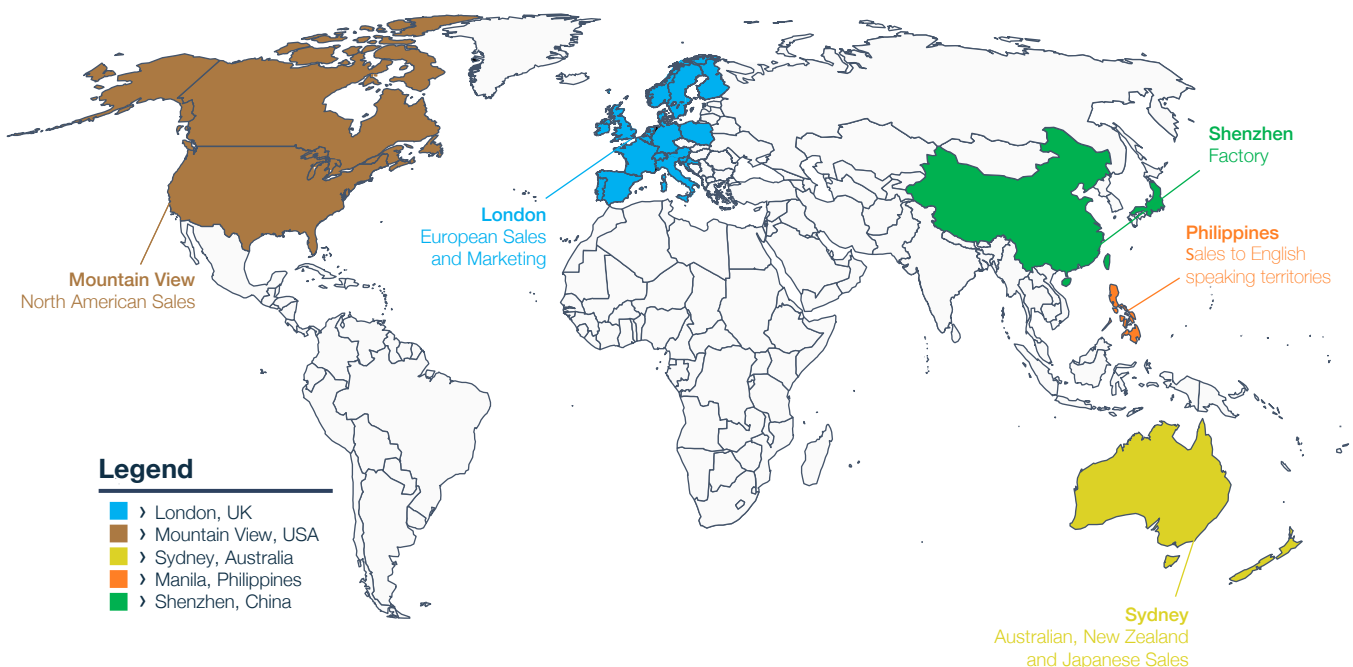 Shenzhen
Factory
London
European Sales
and Marketing
Philippines
Sales to English
speaking territories
Mountain View
North American Sales
Legend
› London, UK
› Mountain View, USA
› Sydney, Australia
› Manila, Philippines
› Shenzhen, China
Sydney
Australian, New Zealand
and Japanese Sales